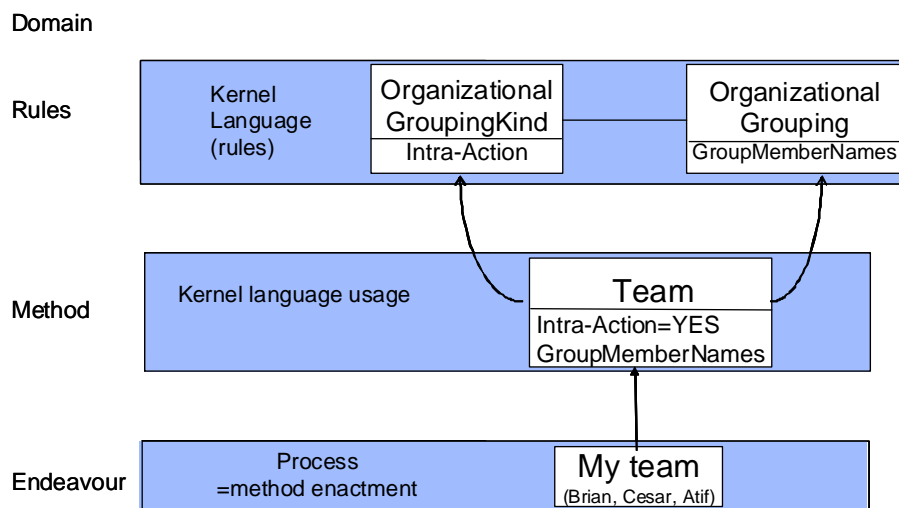 Domain
Rules
Kernel
Language
(rules)
Organizational
GroupingKind
Intra-Action
Organizational
Grouping
GroupMemberNames
Method
Kernel language usage
Team
Intra-Action=YES
GroupMemberNames
Endeavour
Process
=method enactment
My team
(Brian, Cesar, Atif)